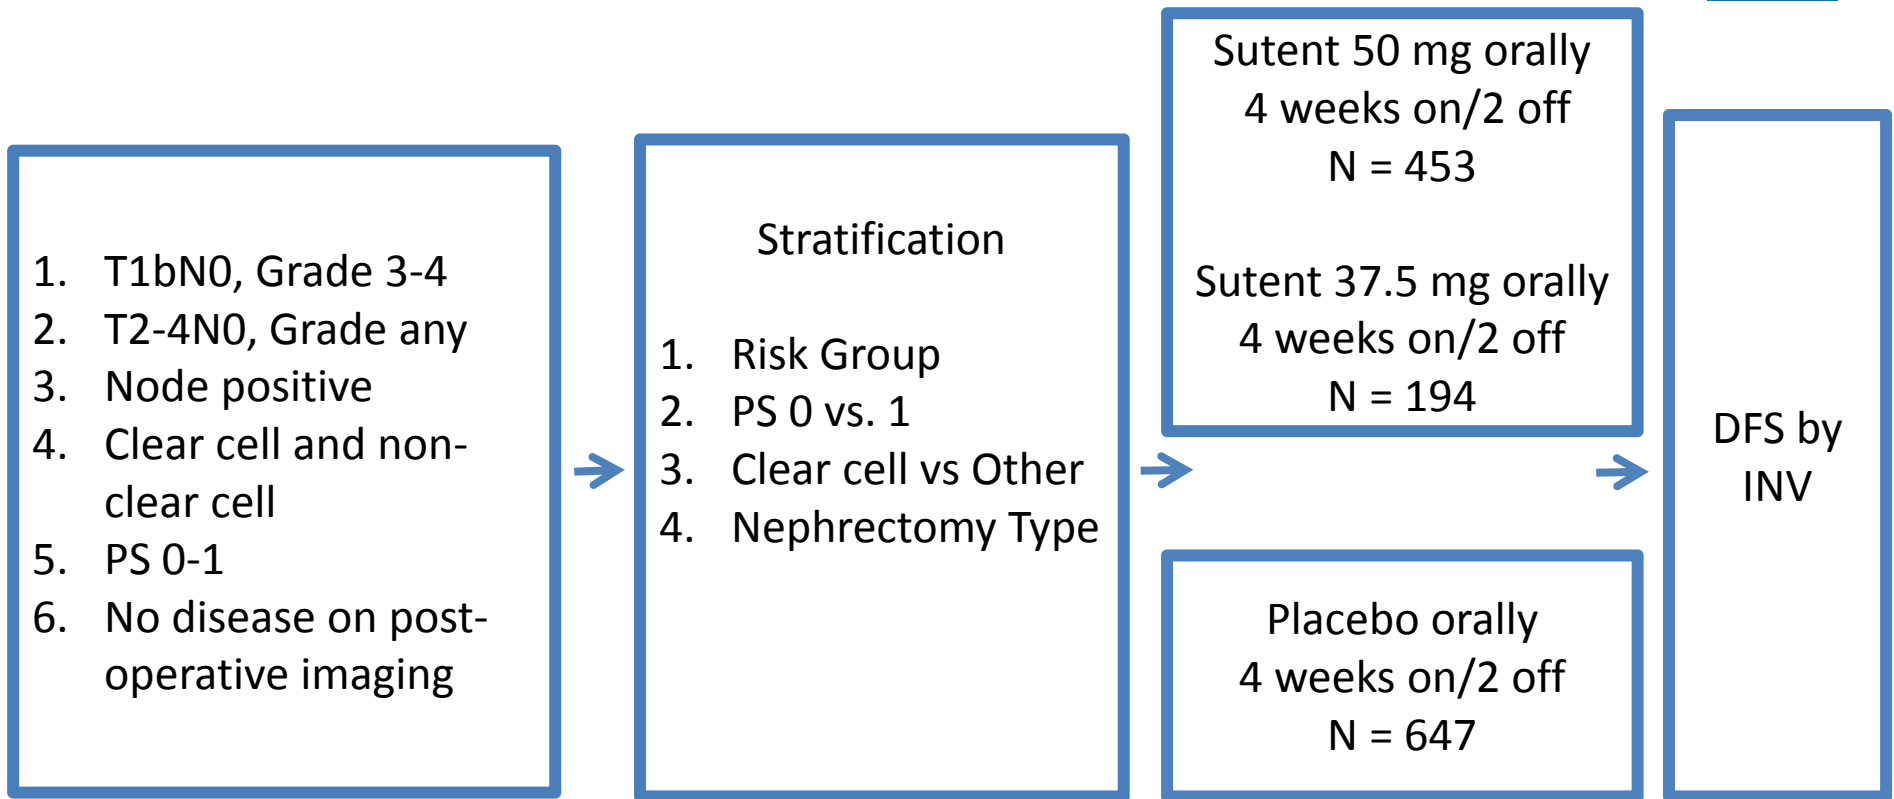 1. T1bN0, Grade 3-4
2. T2-4N0, Grade any
3. Node positive
4. Clear cell and non-
clear cell
5. PS 0-1
6. No disease on post-
operative imaging
Stratification
1. Risk Group
2. PS 0 vs. 1
3. Clear cell vs Other
4. Nephrectomy Type
Sutent 50 mg orally
4 weeks on/2 off
N = 453
Sutent 37.5 mg orally
4 weeks on/2 off
N = 194
Placebo orally
4 weeks on/2 off
N = 647
DFS by
INV